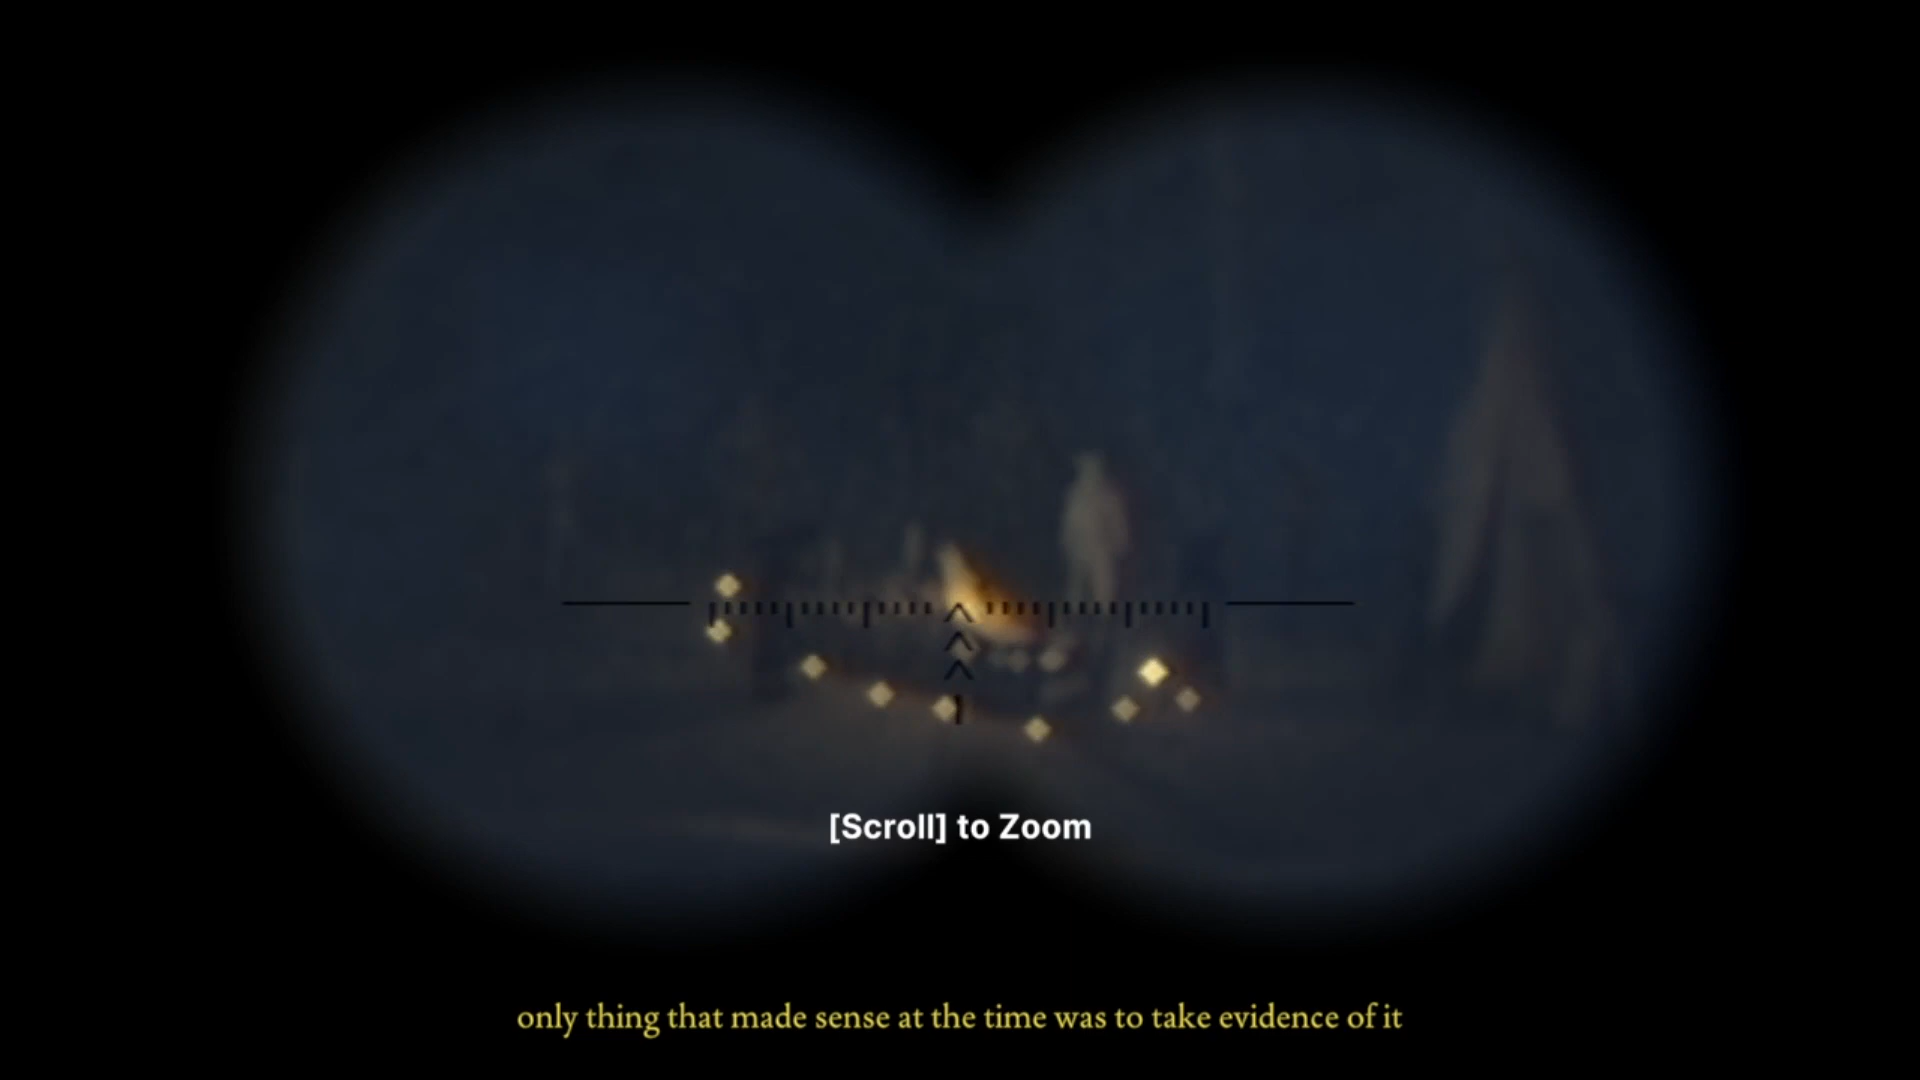 [Scroll] to Zoom
only thing that made sense at the time was to take evidence of it